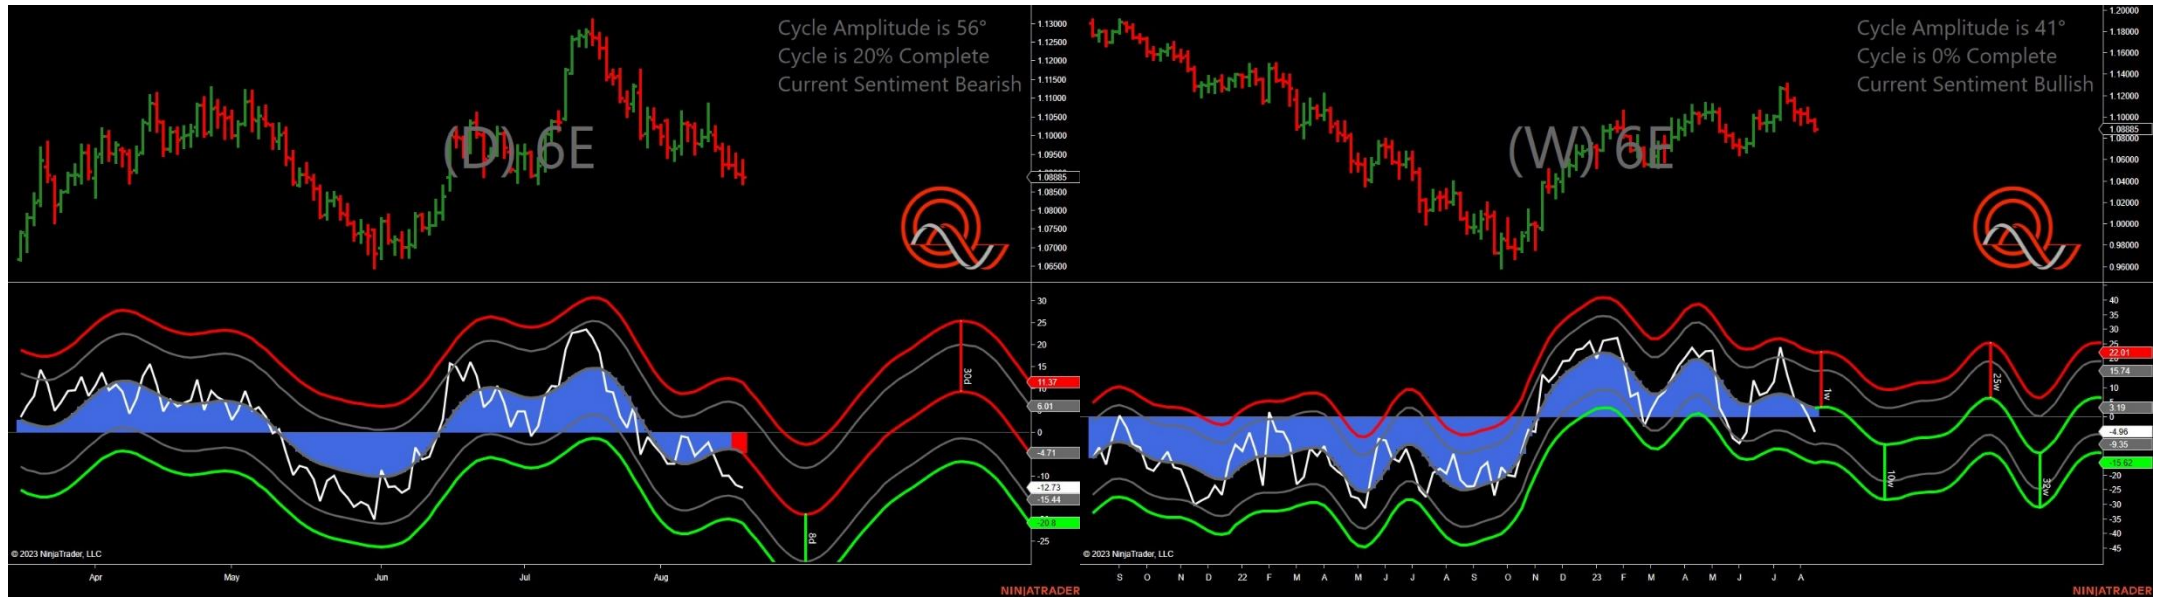 Cycle Amplitude is 56°
Cycle is 20% Complete
Current Sentiment Bearish
(D) 6E
1.13000
1.12500
1.12000
1.11500
1.11000
1.10500
1.10000
1.09500
1.08885
1.08500
1.08000
1.07500
1.07000
1.06500
30
25
20
15
11.37
6.01
0
-4.71
-10
-12.73
-15.44
-20.8
-25
30d
8d
© 2023 NinjaTrader, LLC
Apr May Jun Jul Aug
NINJATRADER
Cycle Amplitude is 41°
Cycle is 0% Complete
Current Sentiment Bullish
(W) 6E
1.20000
1.18000
1.16000
1.14000
1.12000
1.10000
1.08885
1.08000
1.06000
1.04000
1.02000
1.00000
0.98000
0.96000
40
35
30
25
22.01
15.74
10
3.19
0
-4.96
-9.35
-15.62
-20
-25
-30
-35
-40
-45
1w
25w
10w
32w
© 2023 NinjaTrader, LLC
S O N D 22 F M A M J J A S O N D 23 F M A M J J A
NINJATRADER